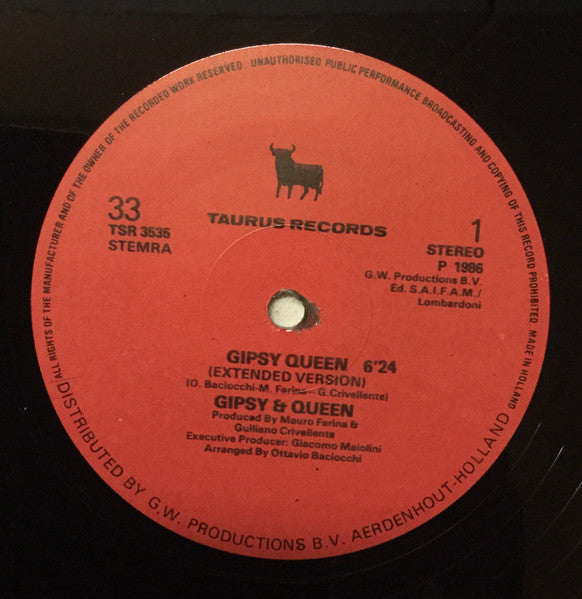 ALL RIGHTS OF THE MANUFACTURER AND OF THE OWNER OF THE RECORDED WORK RESERVED. UNAUTHORISED PUBLIC PERFORMANCE BROADCASTING AND COPYING OF THIS RECORD PROHIBITED MADE IN HOLLAND
TAURUS RECORDS
33
TSR 3535
STEMRA
1
STEREO
P 1986
G.W. Productions B.V.
Ed. S.A.I.F.A.M./
Lombardoni
GIPSY QUEEN 6'24
(EXTENDED VERSION)
(O. Baciocchi-M. Farina-G. Crivellente)
GIPSY & QUEEN
Produced By Mauro Farina &
Guiliano Crivellente
Executive Producer: Giacomo Maiolini
Arranged By Ottavio Baciocchi
DISTRIBUTED BY G.W. PRODUCTIONS B.V. AERDENHOUT-HOLLAND